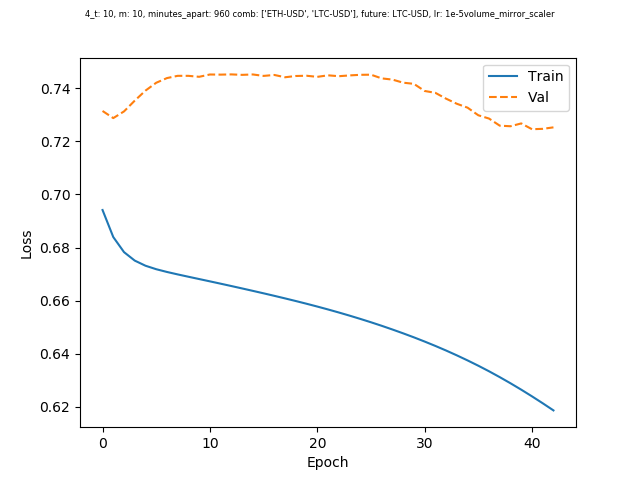 4_t: 10, m: 10, minutes_apart: 960 comb: ['ETH-USD', 'LTC-USD'], future: LTC-USD, lr: 1e-5volume_mirror_scaler
Train
Val
0.74
0.72
0.70
0.68
0.66
0.64
0.62
Loss
0 10 20 30 40
Epoch